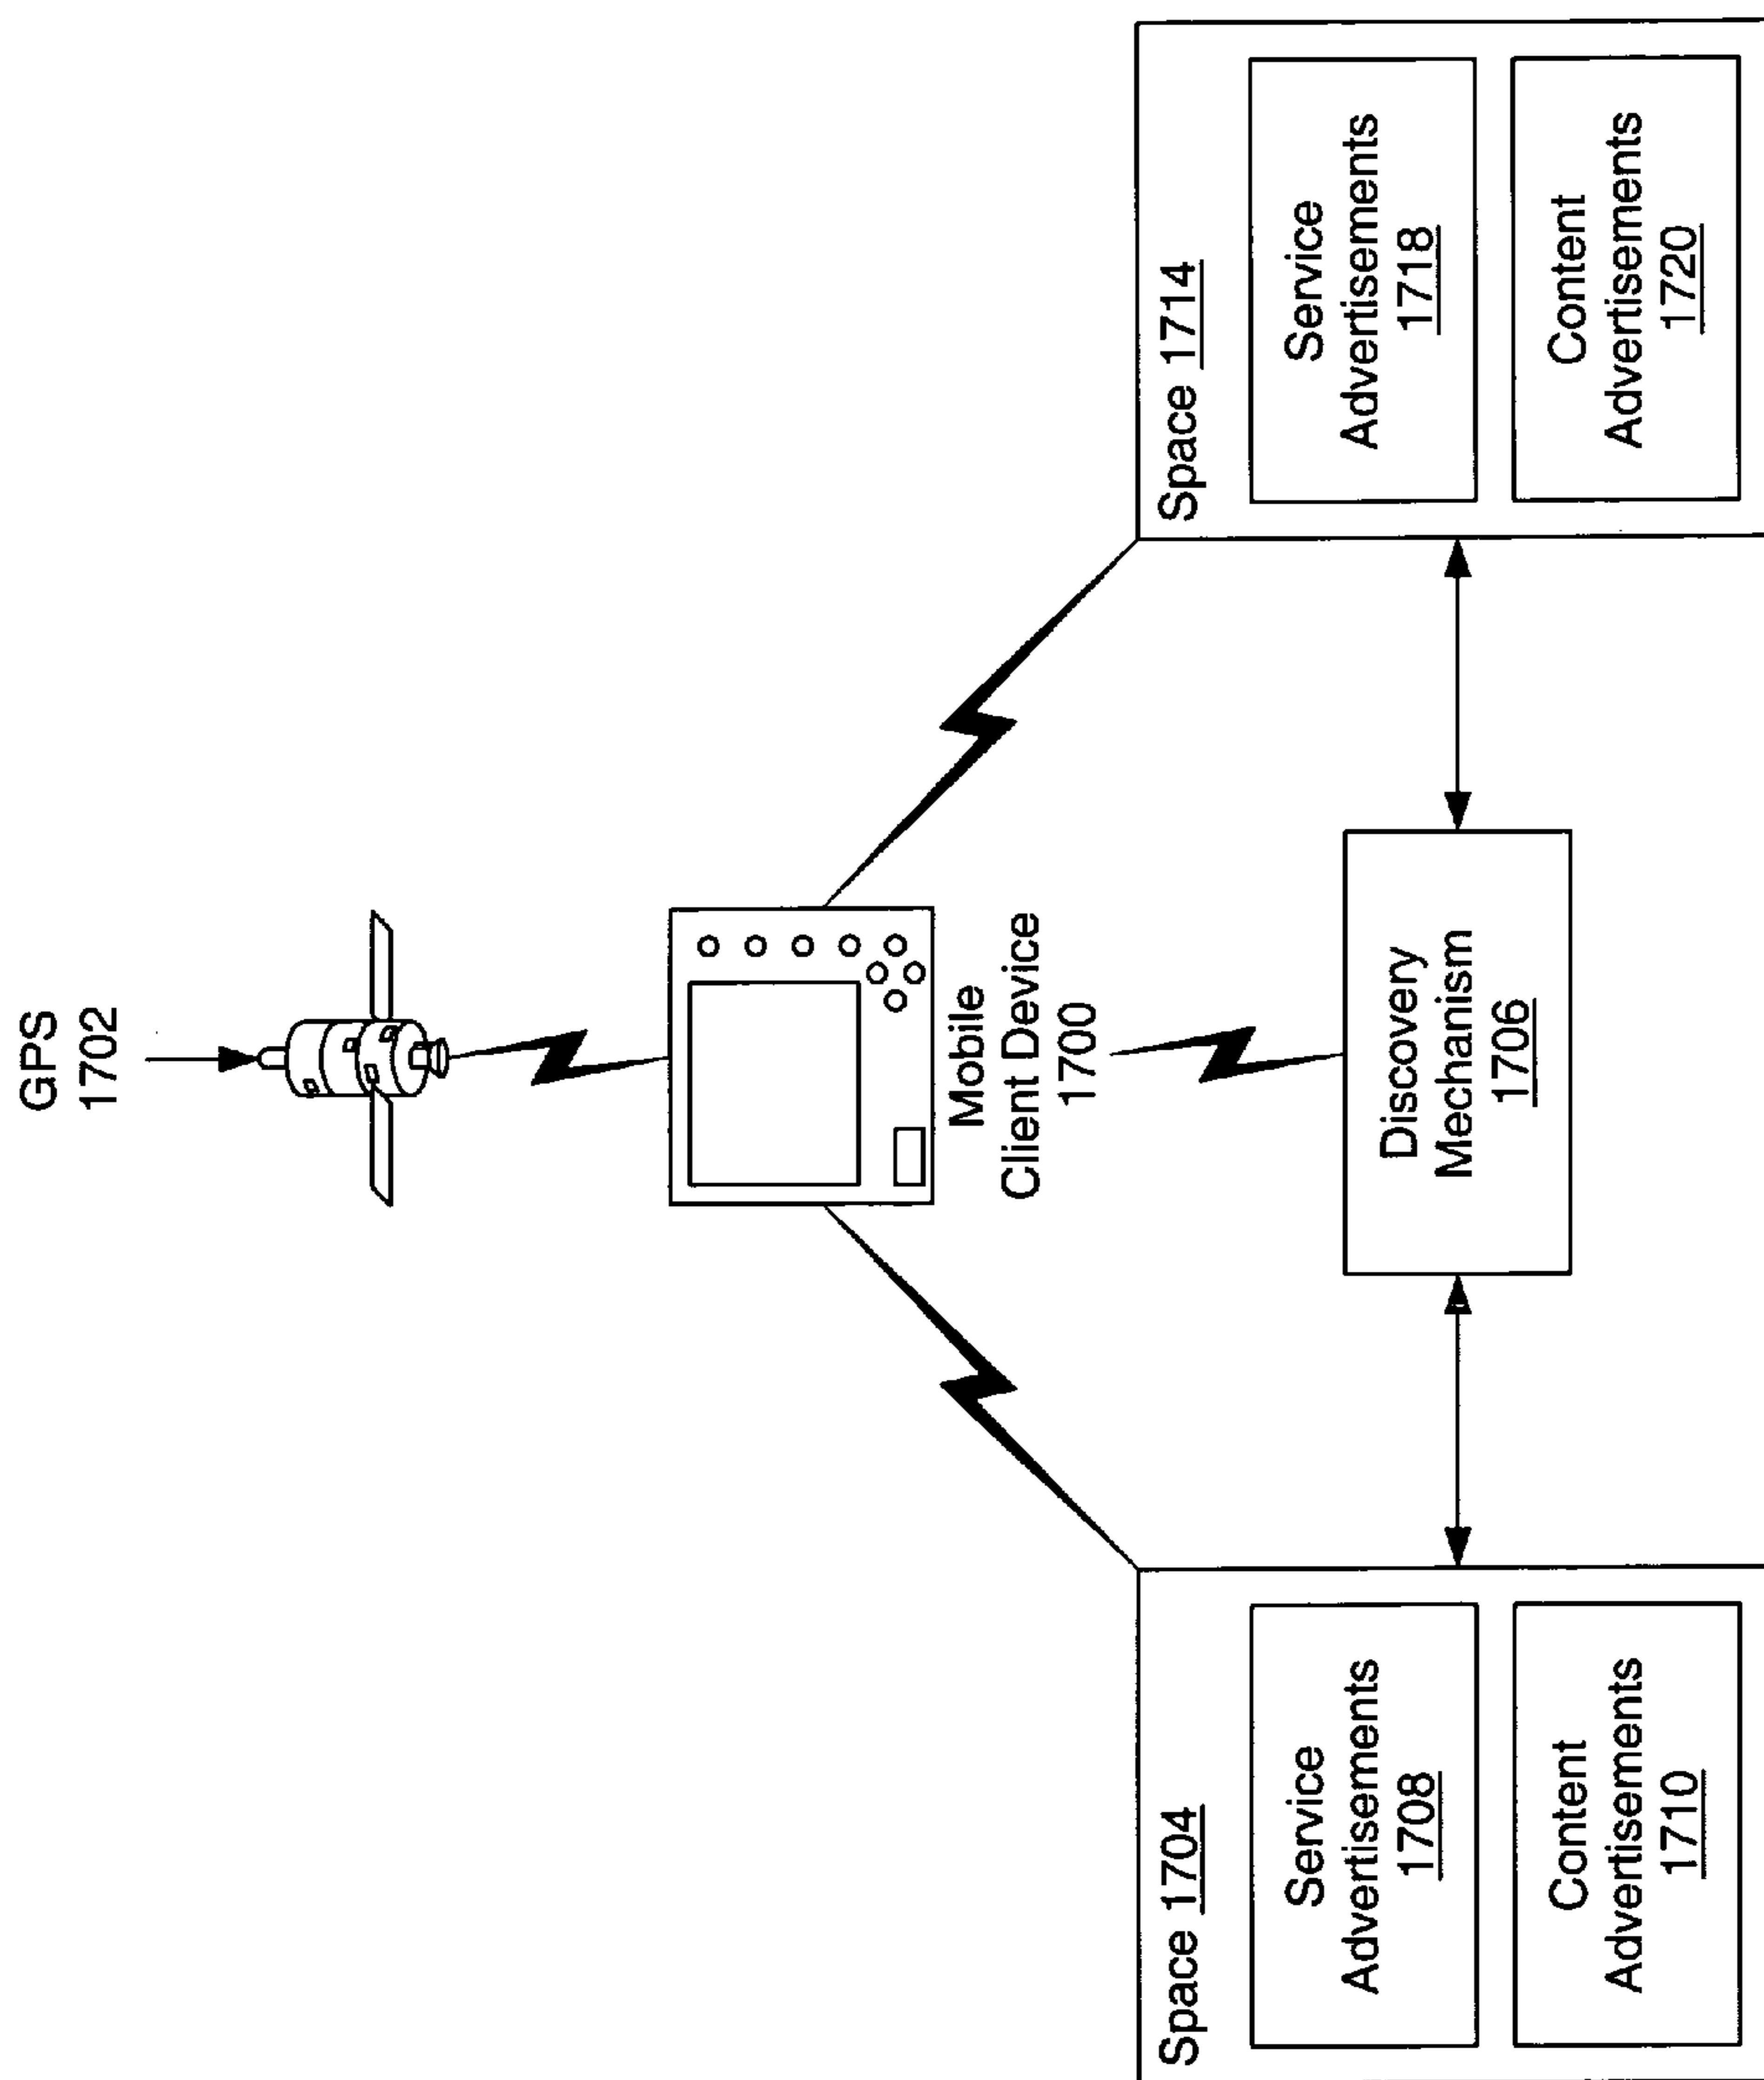 GPS
1702
Mobile
Client Device
1700
Space 1704
Service
Advertisements
1708
Content
Advertisements
1710
Discovery
Mechanism
1706
Space 1714
Service
Advertisements
1718
Content
Advertisements
1720